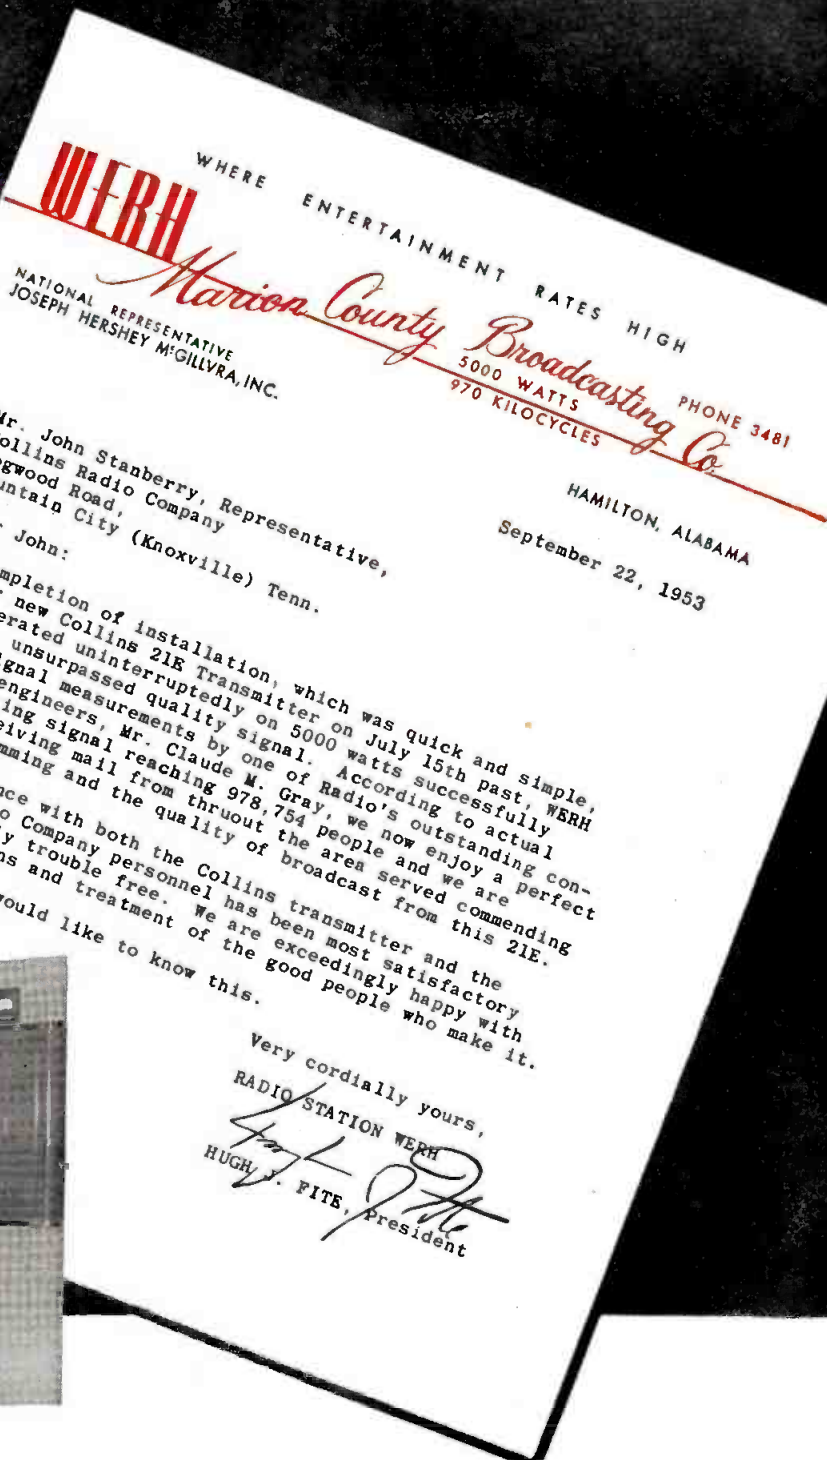 WHERE ENTERTAINMENT RATES HIGH
WERH
Marion County Broadcasting Co.
NATIONAL REPRESENTATIVE
JOSEPH HERSHEY McGILLVRA, INC.
5000 WATTS
970 KILOCYCLES
PHONE 3481
HAMILTON, ALABAMA
September 22, 1953
Mr. John Stanberry, Representative,
ollins Radio Company
ogwood Road,
untain City (Knoxville) Tenn.
John:
mpletion of installation, which was quick and simple,
new Collins 21E Transmitter on July 15th past, WERH
erated uninterruptedly on 5000 watts successfully
unsurpassed quality signal. According to actual
gnal measurements by one of Radio's outstanding con-
engineers, Mr. Claude M. Gray, we now enjoy a perfect
ing signal reaching 978,754 people and we are
eiving mail from thruout the area served commending
mming and the quality of broadcast from this 21E.
nce with both the Collins transmitter and the
o Company personnel has been most satisfactory
ly trouble free. We are exceedingly happy with
ns and treatment of the good people who make it.
would like to know this.
Very cordially yours,
RADIO STATION WERH
HUGH J. FITE, President